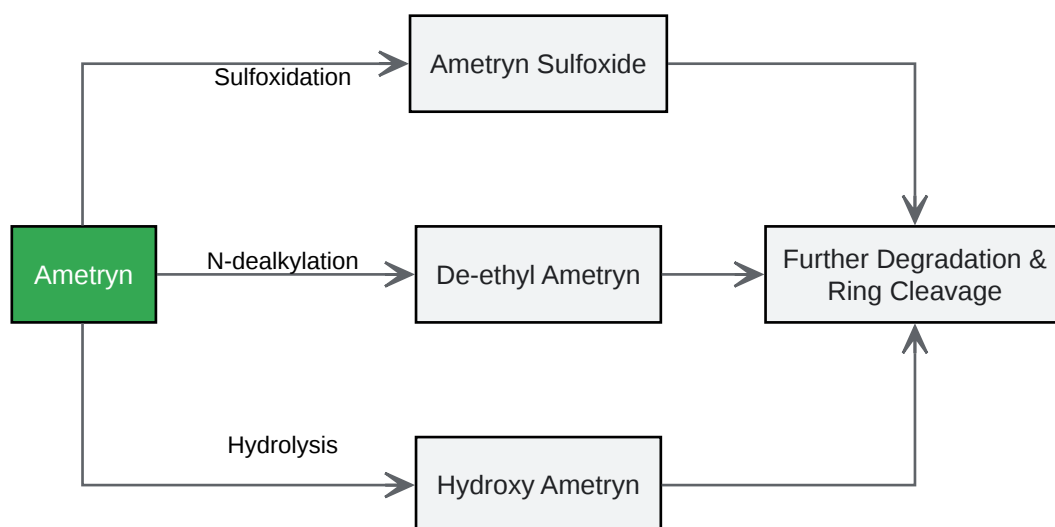 Sulfoxidation
Ametryn Sulfoxide
Ametryn
N-dealkylation
De-ethyl Ametryn
Further Degradation &
Ring Cleavage
Hydrolysis
Hydroxy Ametryn